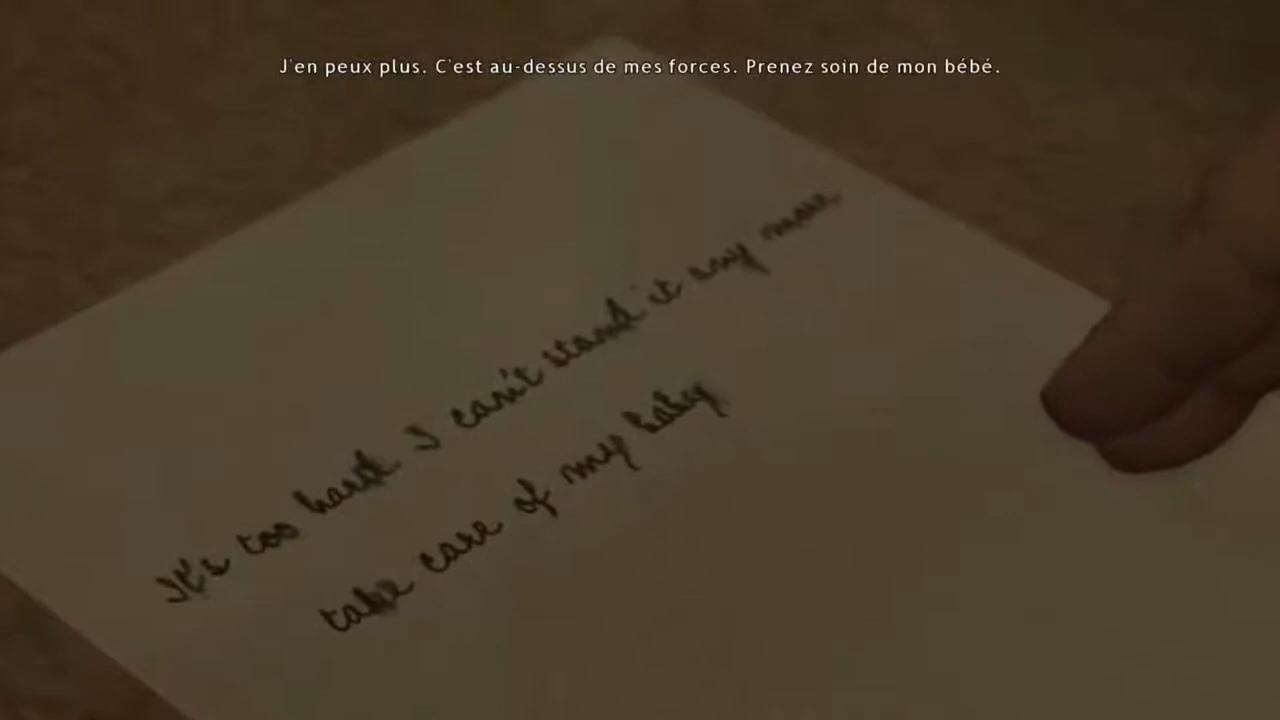 J'en peux plus. C'est au-dessus de mes forces. Prenez soin de mon bébé.
It's too hard I can't stand it any more
take care of my baby